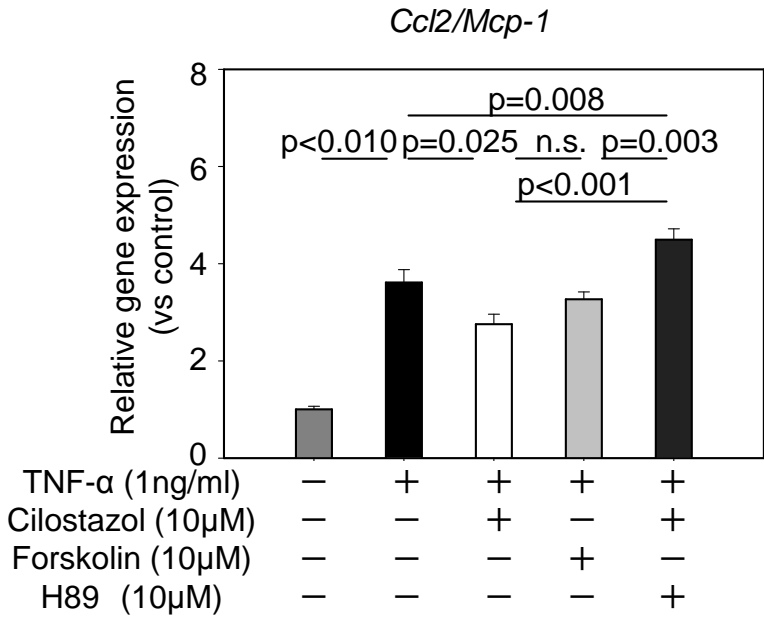 Ccl2/Mcp-1
Relative gene expression
(vs control)
8
6
4
2
0
p=0.008
p<0.010 p=0.025 n.s. p=0.003
p<0.001
TNF-α (1ng/ml) − + + + +
Cilostazol (10μM) − − + − +
Forskolin (10μM) − − − + −
H89 (10μM) − − − − +